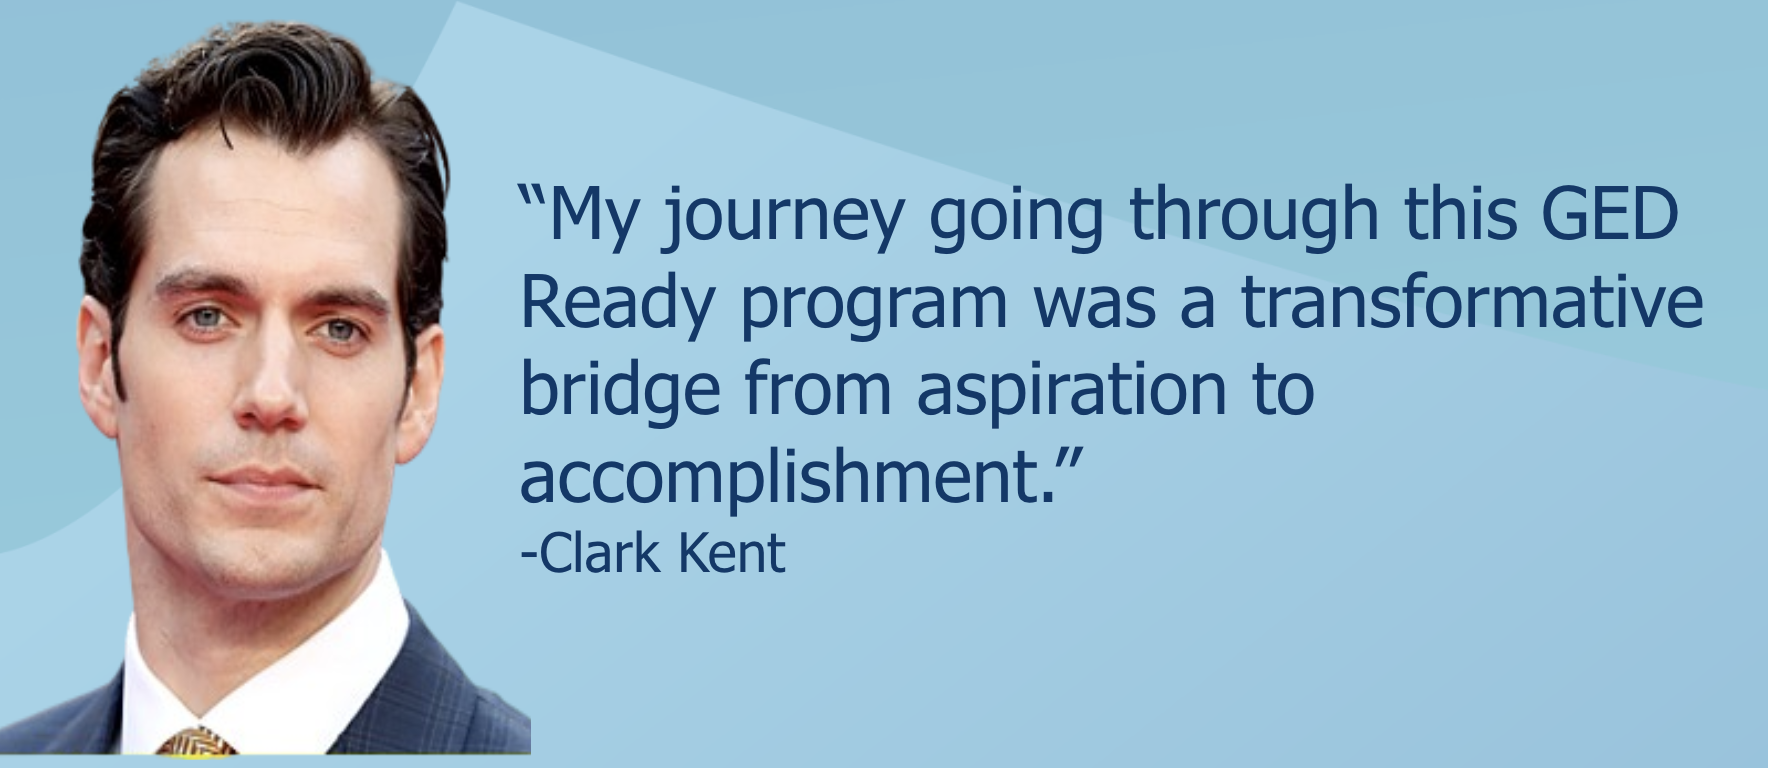 “My journey going through this GED
Ready program was a transformative
bridge from aspiration to
accomplishment.”
-Clark Kent